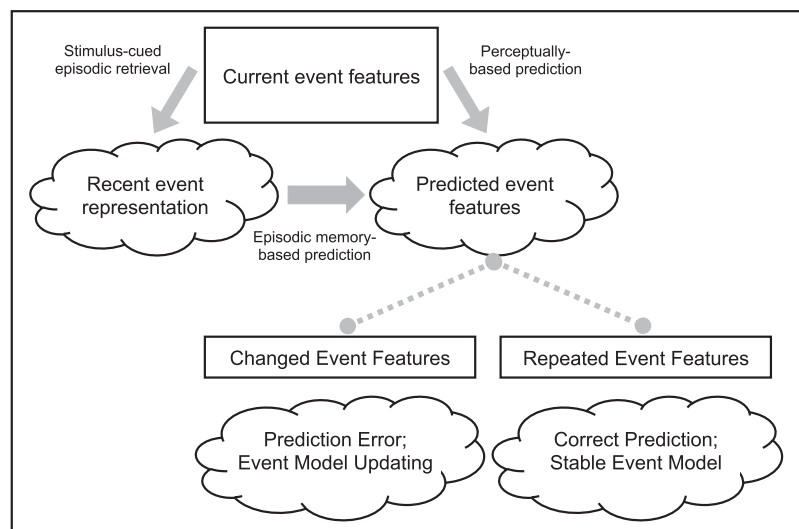 Stimulus-cued
episodic retrieval
Current event features
Perceptually-
based prediction
Recent event
representation
Predicted event
features
Episodic memory-
based prediction
Changed Event Features
Repeated Event Features
Prediction Error;
Event Model Updating
Correct Prediction;
Stable Event Model